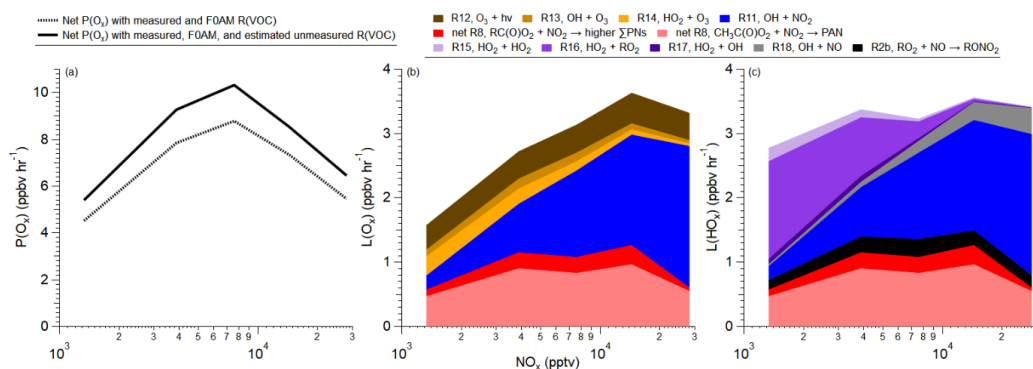 Net P(Oₓ) with measured and F0AM R(VOC)
Net P(Oₓ) with measured, F0AM, and estimated unmeasured R(VOC)
R12, O₃ + hv R13, OH + O₃ R14, HO₂ + O₃ R11, OH + NO₂
net R8, RC(O)O₂ + NO₂ → higher ∑PNs net R8, CH₃C(O)O₂ + NO₂ → PAN
R15, HO₂ + HO₂ R16, HO₂ + RO₂ R17, HO₂ + OH R18, OH + NO R2b, RO₂ + NO → RONO₂
(a) (b) (c)
P(Oₓ) (ppbv hr⁻¹)
10
8
6
4
2
0
10³ 2 3 4 5 6 7 8 9 10⁴ 2 3
L(Oₓ) (ppbv hr⁻¹)
4
3
2
1
0
10³ 2 3 4 5 6 7 8 9 10⁴ 2
NOₓ (pptv)
L(HOₓ) (ppbv hr⁻¹)
4
3
2
1
0
10³ 2 3 4 5 6 7 8 9 10⁴ 2